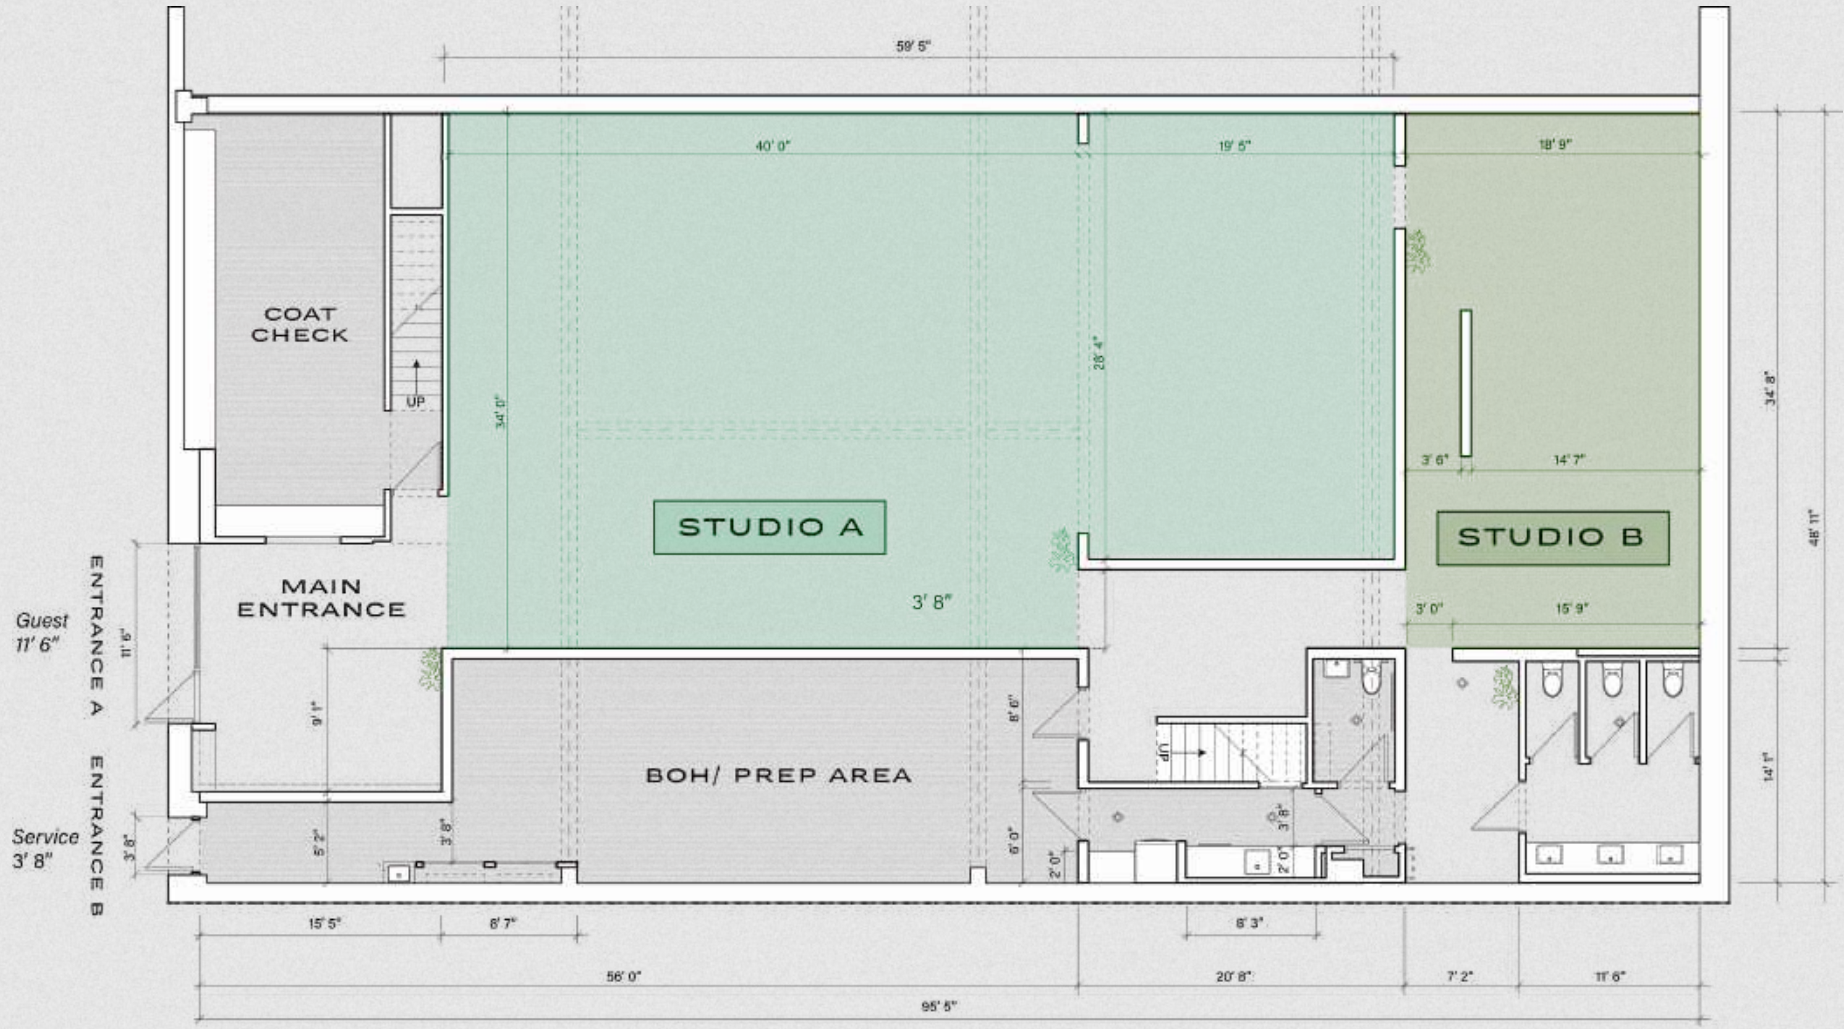 59' 5"
40' 0"
19' 5"
18' 9"
COAT
CHECK
UP
34' 0"
28' 4"
34' 8"
48' 11"
3' 6"
14' 7"
STUDIO A
STUDIO B
3' 8"
3' 0"
15' 9"
MAIN
ENTRANCE
ENTRANCE A
Guest
11' 6"
11' 6"
9' 1"
8' 6"
UP
BOH/ PREP AREA
14' 1"
ENTRANCE B
Service
3' 8"
3' 8"
5' 2"
3' 8"
6' 0"
2' 0"
3' 8"
2' 0"
15' 5"
8' 7"
8' 3"
56' 0"
20' 8"
7' 2"
11' 6"
95' 5"